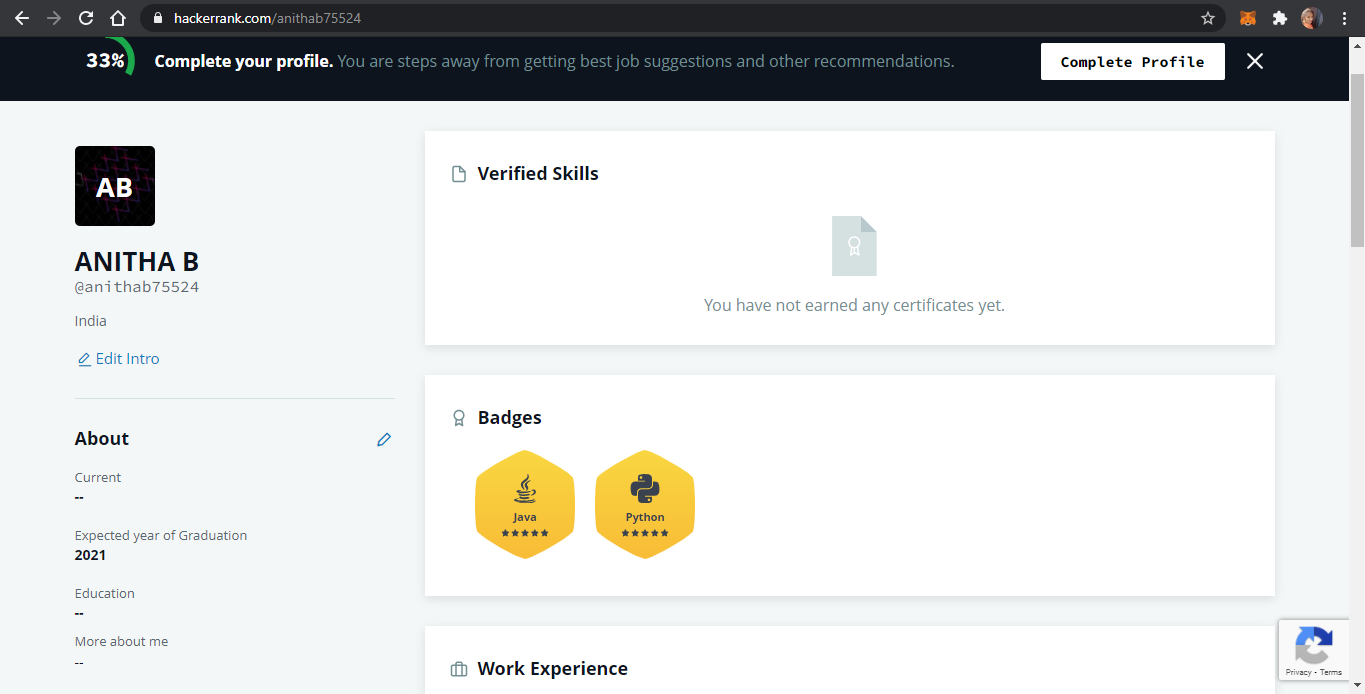 hackerrank.com/anithab75524
33%
Complete your profile. You are steps away from getting best job suggestions and other recommendations.
Complete Profile
AB
ANITHA B
@anithab75524
India
Edit Intro
About
Current
--
Expected year of Graduation
2021
Education
--
More about me
--
Verified Skills
You have not earned any certificates yet.
Badges
Java
Python
Work Experience
Privacy - Terms